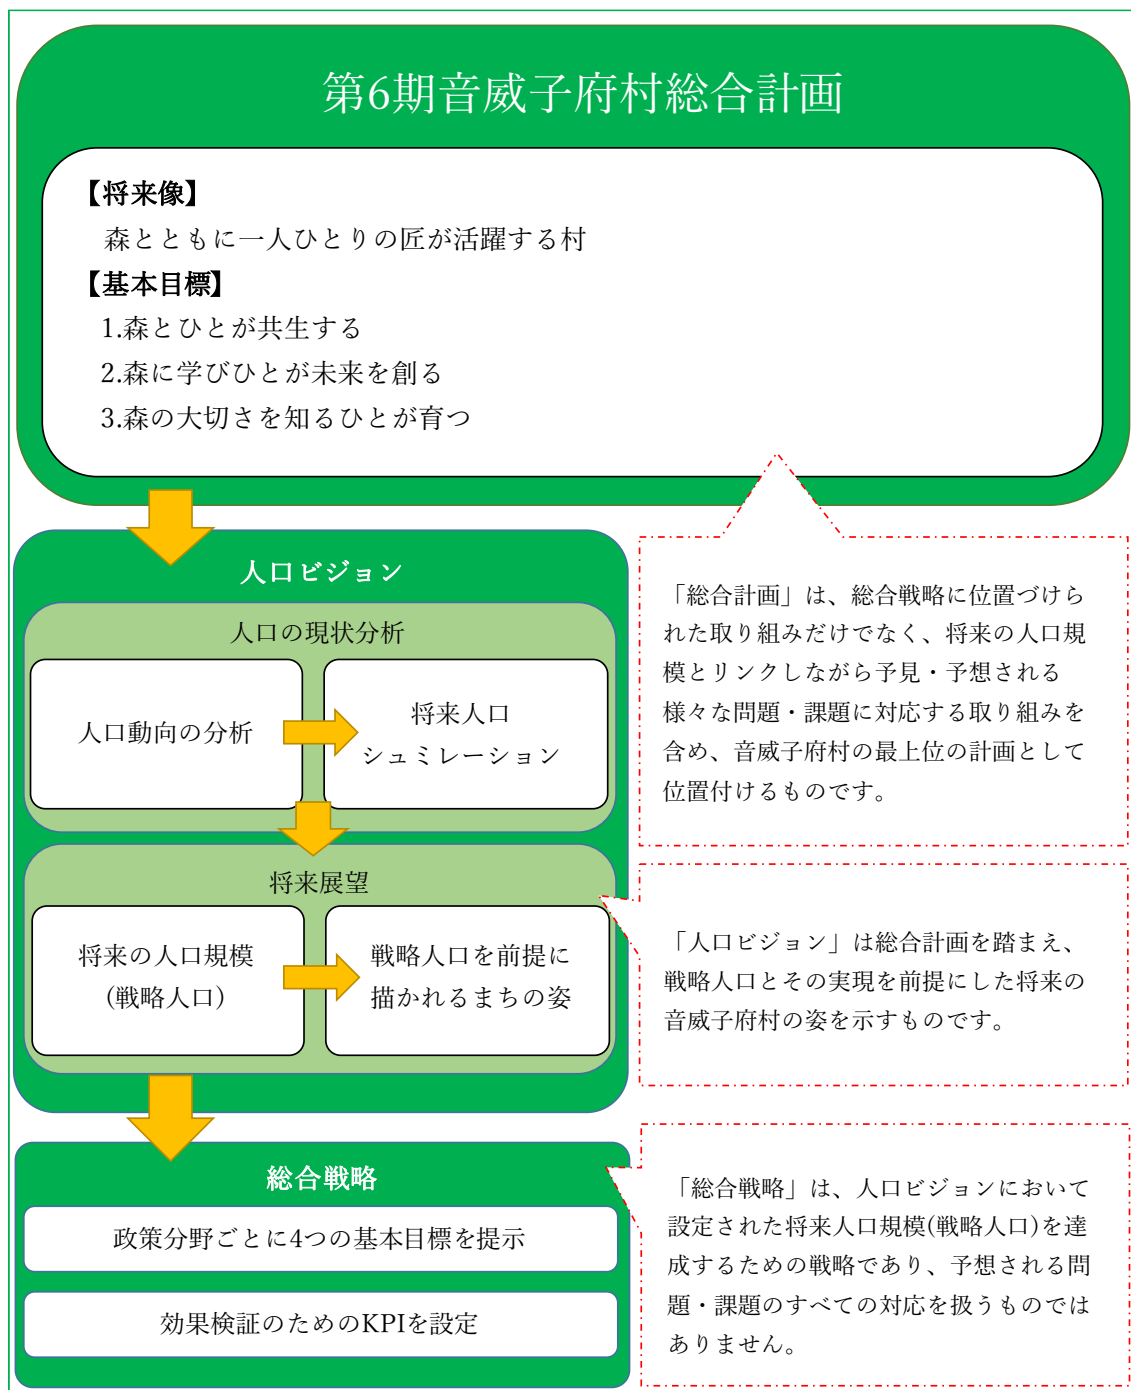 第6期音威子府村総合計画
【将来像】
森とともに一人ひとりの匠が活躍する村
【基本目標】
1.森とひとが共生する
2.森に学びひとが未来を創る
3.森の大切さを知るひとが育つ
人口ビジョン
人口の現状分析
人口動向の分析
将来人口
シュミレーション
将来展望
将来の人口規模
(戦略人口)
戦略人口を前提に
描かれるまちの姿
総合戦略
政策分野ごとに4つの基本目標を提示
効果検証のためのKPIを設定
「総合計画」は、総合戦略に位置づけら
れた取り組みだけでなく、将来の人口規
模とリンクしながら予見・予想される
様々な問題・課題に対応する取り組みを
含め、音威子府村の最上位の計画として
位置付けるものです。
「人口ビジョン」は総合計画を踏まえ、
戦略人口とその実現を前提にした将来の
音威子府村の姿を示すものです。
「総合戦略」は、人口ビジョンにおいて
設定された将来人口規模(戦略人口)を達
成するための戦略であり、予想される問
題・課題のすべての対応を扱うものでは
ありません。